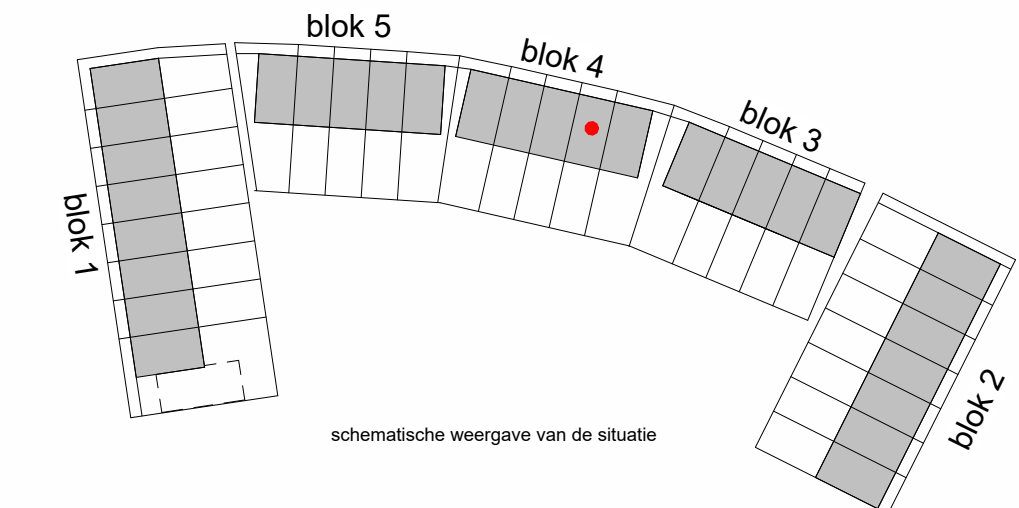 blok 5
blok 4
blok 3
blok 1
blok 2
schematische weergave van de situatie